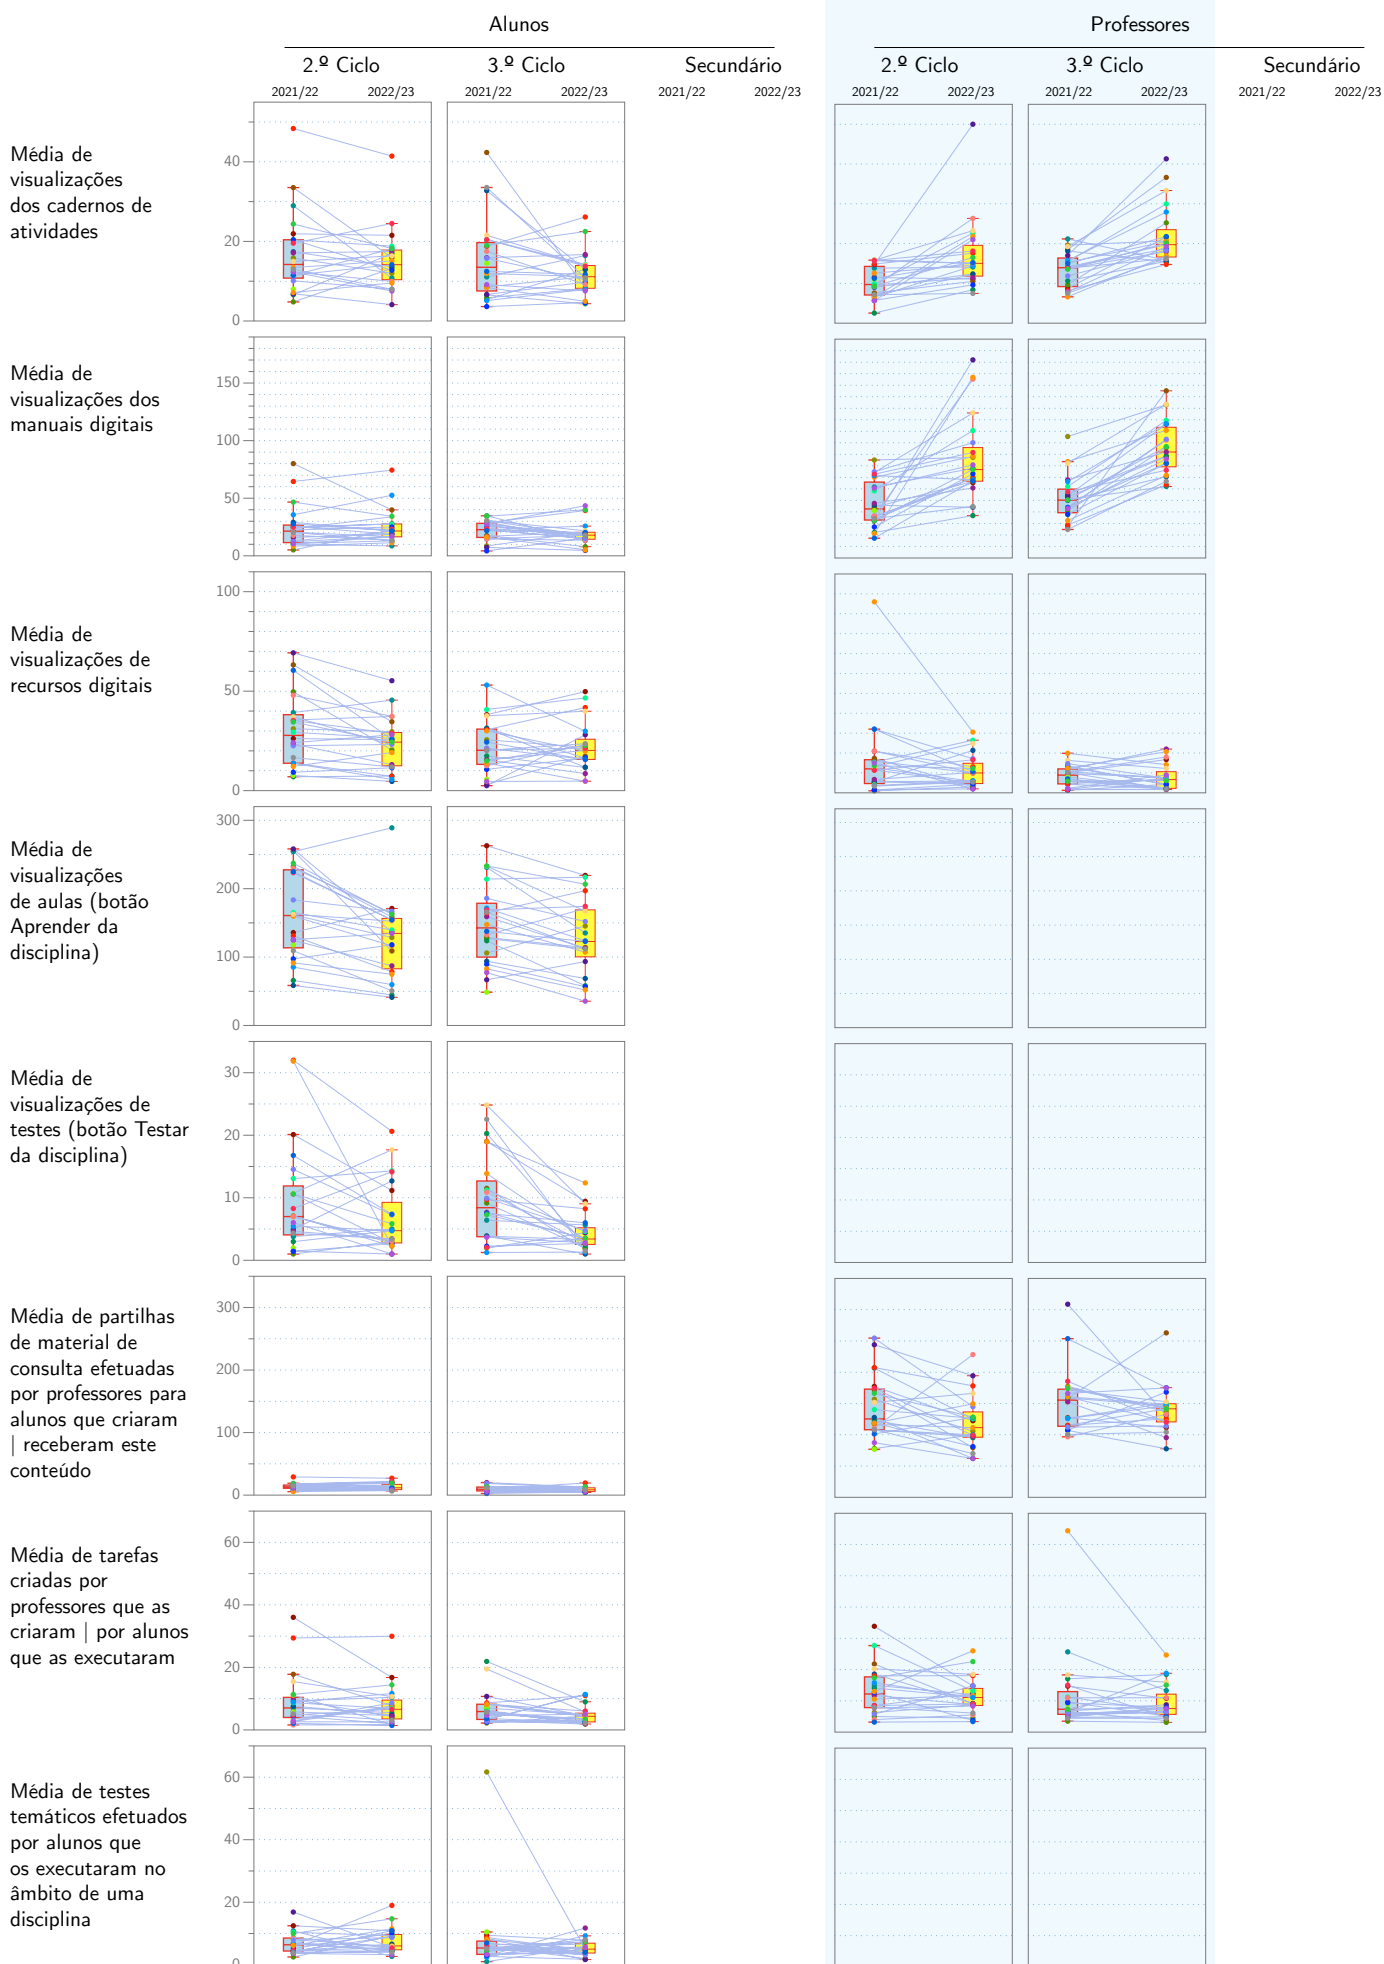 Alunos Professores
2.º Ciclo 3.º Ciclo Secundário 2.º Ciclo 3.º Ciclo Secundário
2021/22 2022/23 2021/22 2022/23 2021/22 2022/23 2021/22 2022/23 2021/22 2022/23 2021/22 2022/23
Média de
visualizações
dos cadernos de
atividades
40
20
0
Média de
visualizações dos
manuais digitais
150
100
50
0
Média de
visualizações de
recursos digitais
100
50
0
Média de
visualizações
de aulas (botão
Aprender da
disciplina)
300
200
100
0
Média de
visualizações de
testes (botão Testar
da disciplina)
30
20
10
0
Média de partilhas
de material de
consulta efetuadas
por professores para
alunos que criaram
| receberam este
conteúdo
300
200
100
0
Média de tarefas
criadas por
professores que as
criaram | por alunos
que as executaram
60
40
20
0
Média de testes
temáticos efetuados
por alunos que
os executaram no
âmbito de uma
disciplina
60
40
20
0